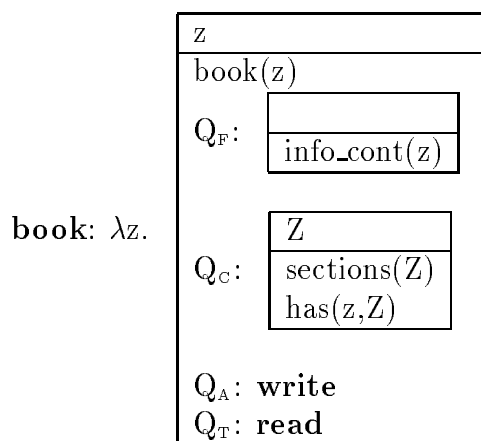 z
book(z)
Q_F:
info_cont(z)
book: λz.
Z
Q_C: sections(Z)
has(z,Z)
Q_A: write
Q_T: read